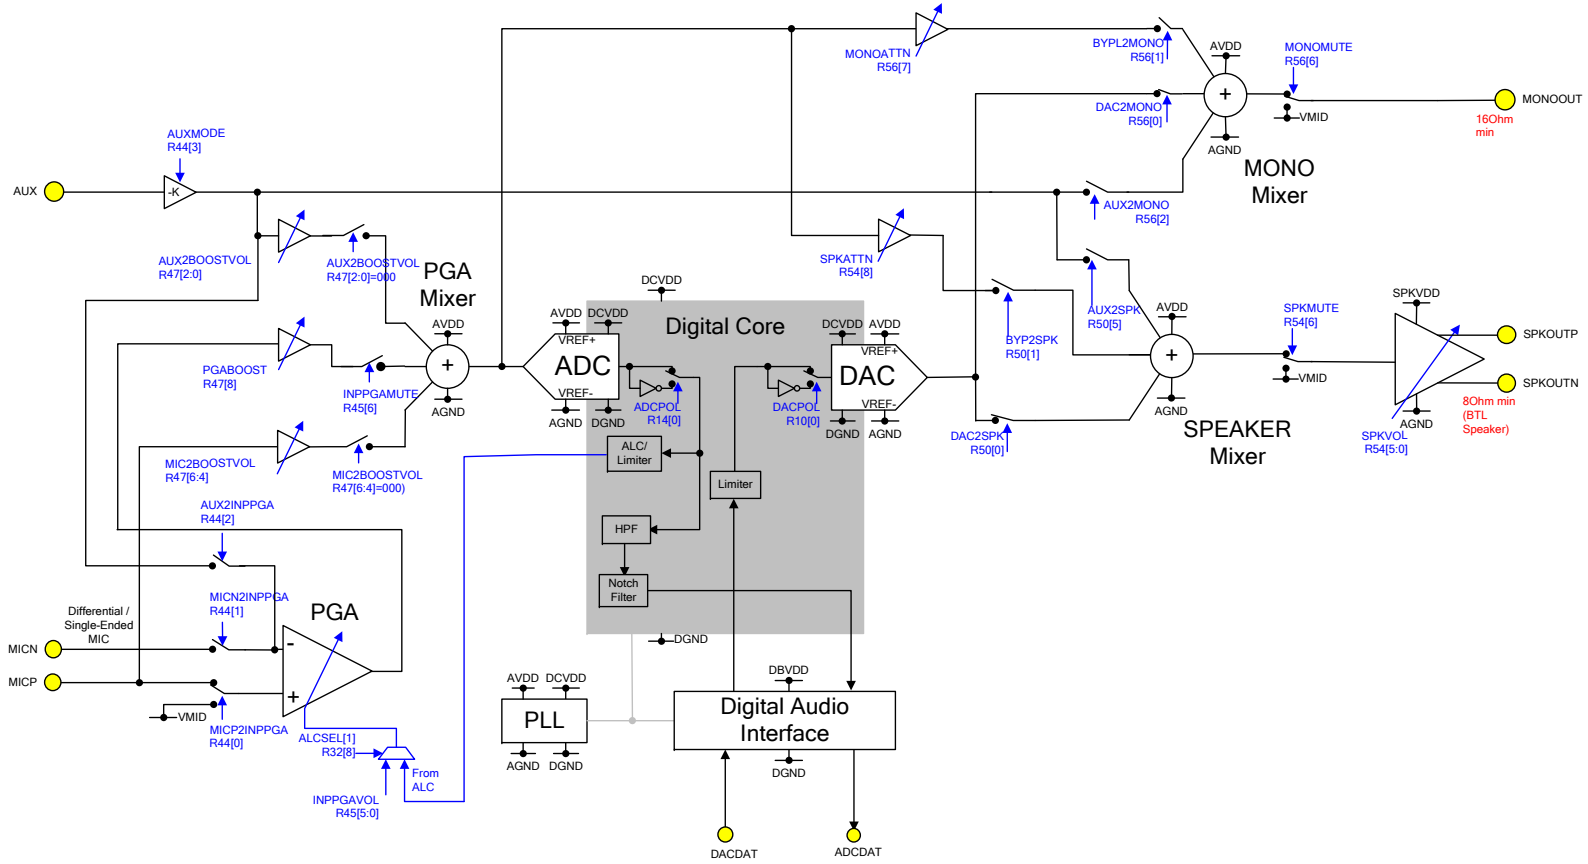 MONOATTN
R56[7]
BYPL2MONO
R56[1]
AVDD
MONOMUTE
R56[6]
+
DAC2MONO
R56[0]
VMID
MONOOUT
16Ohm
min
AGND
MONO
Mixer
AUXMODE
R44[3]
AUX
-K
AUX2MONO
R56[2]
AUX2BOOSTVOL
R47[2:0]
AUX2BOOSTVOL
R47[2:0]=000
PGA
Mixer
SPKATTN
R54[8]
DCVDD
Digital Core
AUX2SPK
R50[5]
BYP2SPK
R50[1]
AVDD
SPKMUTE
R54[6]
SPKVDD
SPKOUTP
SPKOUTN
8Ohm min
(BTL
Speaker)
VMID
+
AGND
AGND
SPKVOL
R54[5:0]
SPEAKER
Mixer
PGABOOST
R47[8]
INPPGAMUTE
R45[6]
AVDD
+
AGND
AVDD
DCVDD
VREF+
ADC
VREF-
AGND
DGND
ADCPOL
R14[0]
DACPOL
R10[0]
DCVDD
AVDD
VREF+
DAC
VREF-
DGND
AGND
DAC2SPK
R50[0]
MIC2BOOSTVOL
R47[6:4]
MIC2BOOSTVOL
R47[6:4]=000)
ALC/
Limiter
Limiter
HPF
Notch
Filter
DGND
AUX2INPPGA
R44[2]
MICN2INPPGA
R44[1]
Differential /
Single-Ended
MIC
PGA
MICN
MICP
-
+
VMID
MICP2INPPGA
R44[0]
ALCSEL[1]
R32[8]
From
ALC
INPPGAVOL
R45[5:0]
AVDD
DCVDD
PLL
AGND
DGND
DBVDD
Digital Audio
Interface
DGND
DACDAT
ADCDAT